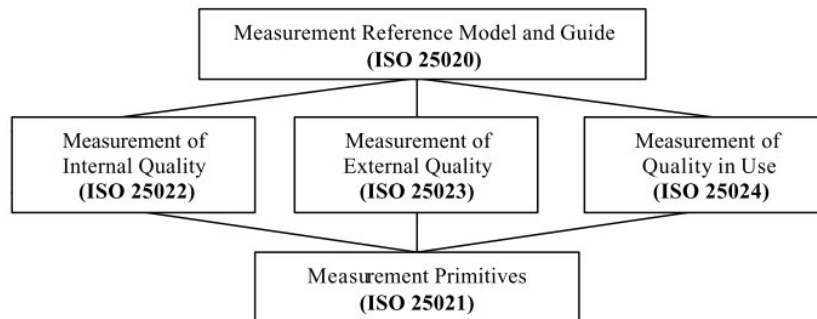 Measurement Reference Model and Guide
(ISO 25020)
Measurement of
Internal Quality
(ISO 25022)
Measurement of
External Quality
(ISO 25023)
Measurement of
Quality in Use
(ISO 25024)
Measurement Primitives
(ISO 25021)